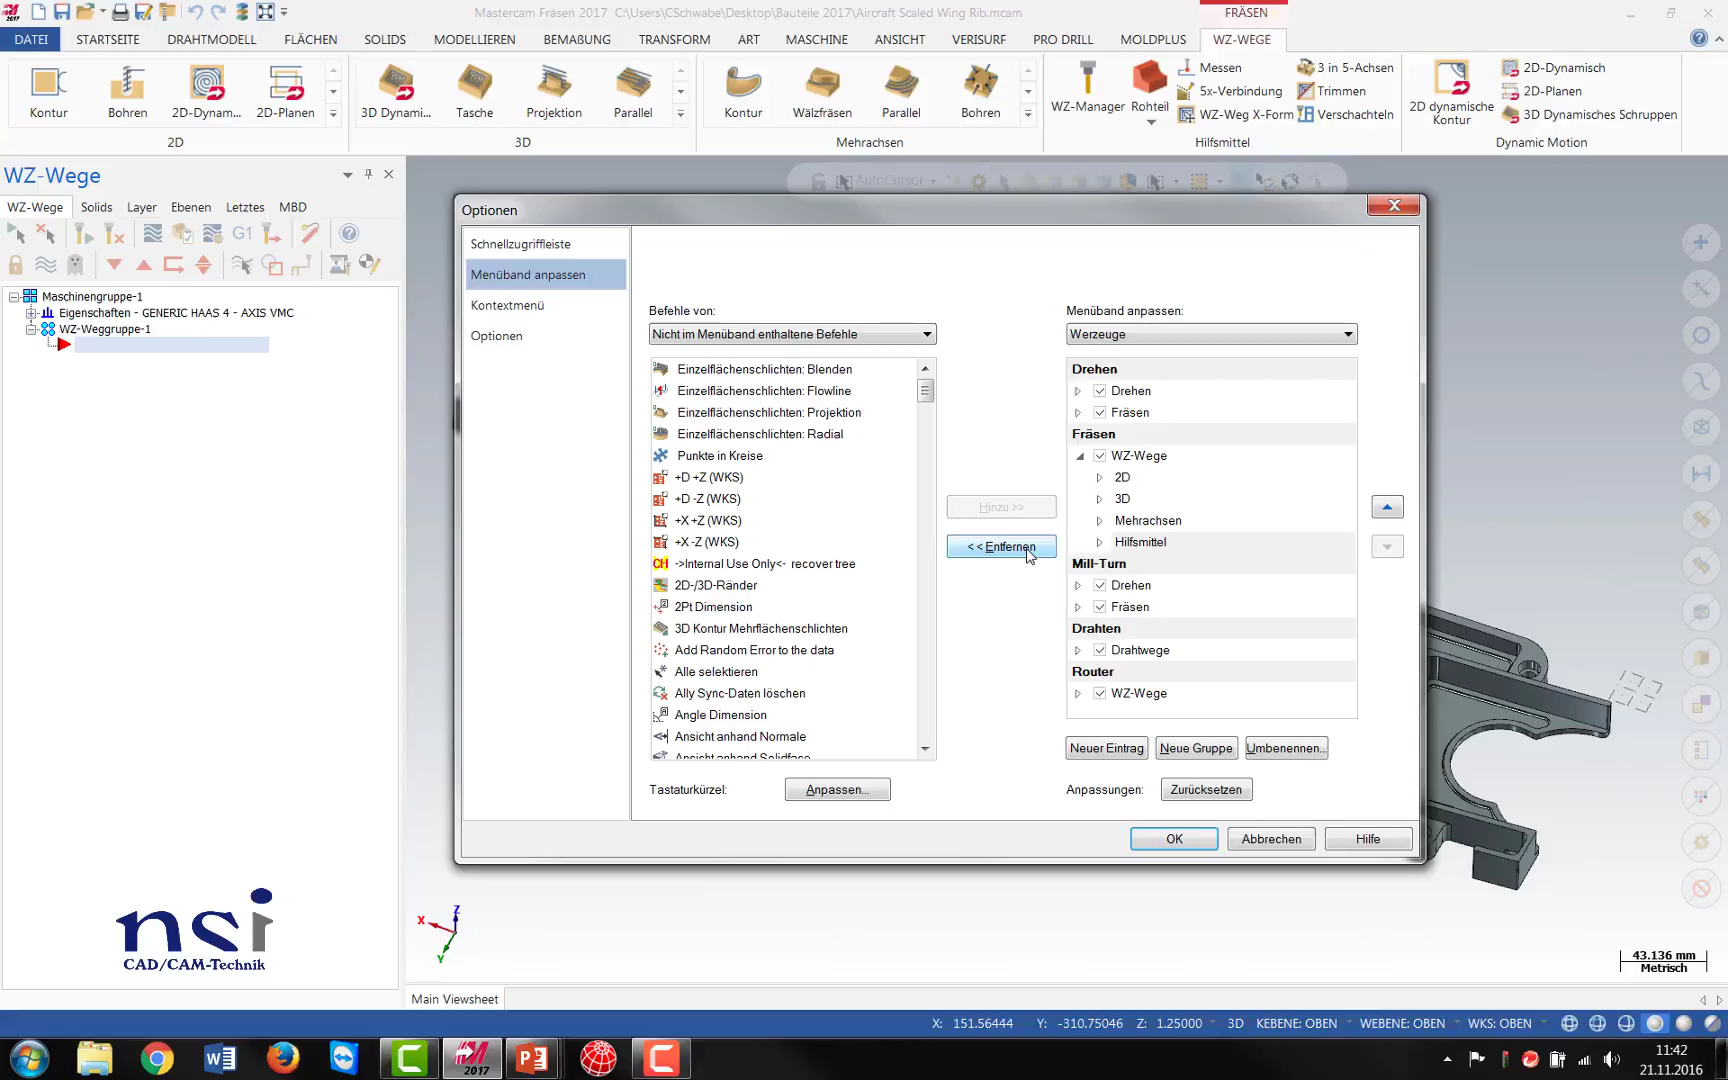 2017
Mastercam Fräsen 2017 C:\Users\CSchwabe\Desktop\Bauteile 2017\Aircraft Scaled Wing Rib.mcam
FRÄSEN
DATEI STARTSEITE DRAHTMODELL FLÄCHEN SOLIDS MODELLIEREN BEMAßUNG TRANSFORM ART MASCHINE ANSICHT VERISURF PRO DRILL MOLDPLUS WZ-WEGE
Kontur Bohren 2D-Dynam... 2D-Planen
3D Dynami... Tasche Projektion Parallel
Kontur Wälzfräsen Parallel Bohren
WZ-Manager Rohteil
Messen 3 in 5-Achsen
5x-Verbindung Trimmen
WZ-Weg X-Form Verschachteln
2D dynamische Kontur
2D-Dynamisch
2D-Planen
3D Dynamisches Schruppen
2D 3D Mehrachsen Hilfsmittel Dynamic Motion
WZ-Wege
WZ-Wege Solids Layer Ebenen Letztes MBD
G1
Maschinengruppe-1
Eigenschaften - GENERIC HAAS 4 - AXIS VMC
WZ-Weggruppe-1
AutoCursor
Optionen
Schnellzugriffleiste
Menüband anpassen
Kontextmenü
Optionen
Befehle von:
Nicht im Menüband enthaltene Befehle
Einzelflächenschlichten: Blenden
Einzelflächenschlichten: Flowline
Einzelflächenschlichten: Projektion
Einzelflächenschlichten: Radial
Punkte in Kreise
+D +Z (WKS)
+D -Z (WKS)
+X +Z (WKS)
+X -Z (WKS)
CH ->Internal Use Only<- recover tree
2D-/3D-Ränder
2Pt Dimension
3D Kontur Mehrflächenschlichten
Add Random Error to the data
Alle selektieren
Ally Sync-Daten löschen
Angle Dimension
Ansicht anhand Normale
Ansicht anhand Solidface
Hinzu >>
<< Entfernen
Menüband anpassen:
Werzeuge
Drehen
Drehen
Fräsen
Fräsen
WZ-Wege
2D
3D
Mehrachsen
Hilfsmittel
Mill-Turn
Drehen
Fräsen
Drahten
Drahtwege
Router
WZ-Wege
Neuer Eintrag Neue Gruppe Umbenennen...
Tastaturkürzel: Anpassen... Anpassungen: Zurücksetzen
OK Abbrechen Hilfe
nsi
CAD/CAM-Technik
X
Z
Y
43.136 mm
Metrisch
Main Viewsheet
X: 151.56444 Y: -310.75046 Z: 1.25000 3D KEBENE: OBEN WEBENE: OBEN WKS: OBEN
2017
11:42
21.11.2016